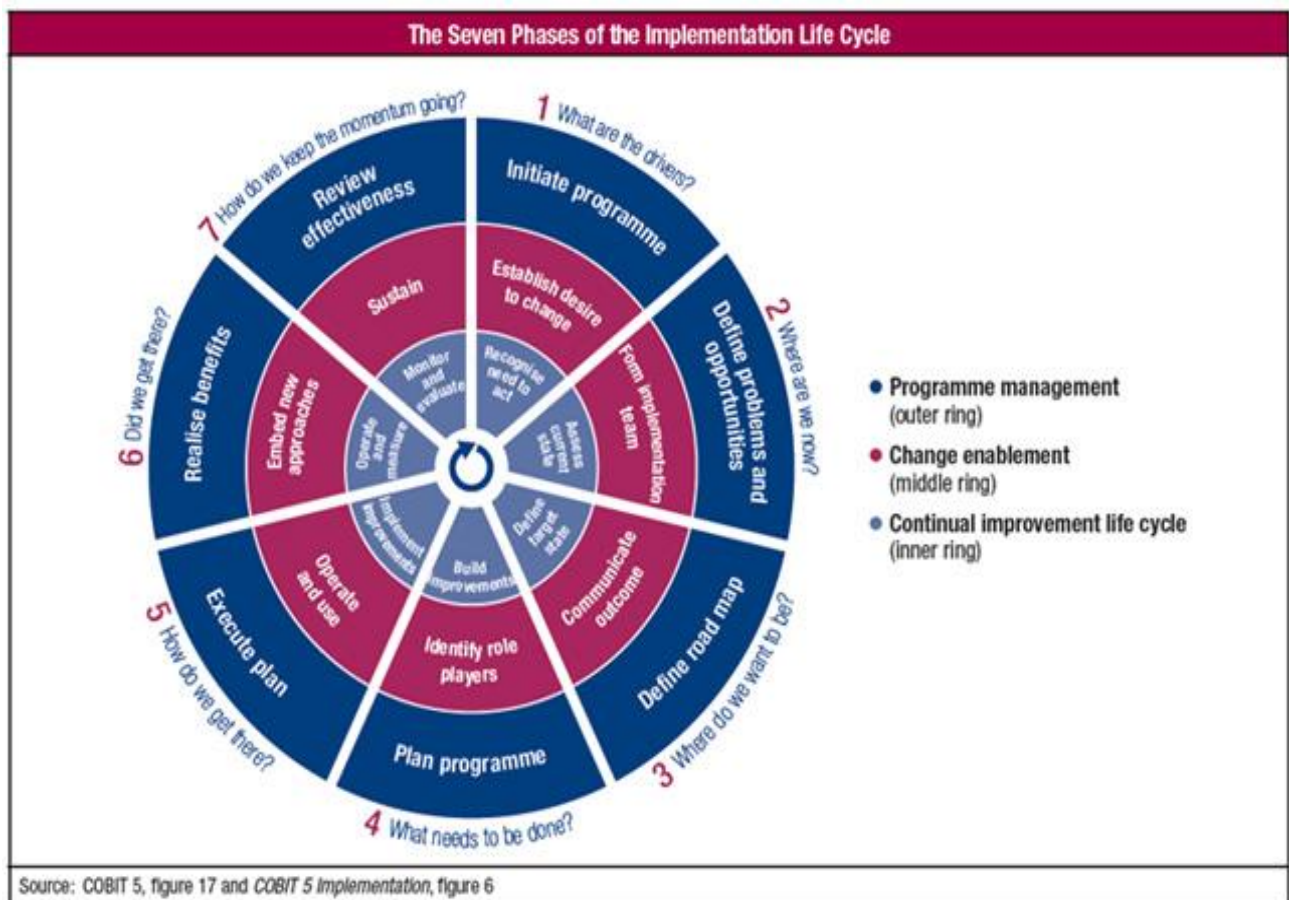 The Seven Phases of the Implementation Life Cycle
1 What are the drivers?
Initiate programme
Establish desire
to change
Recognise
need to
act
2 Where are we now?
Define problems and
opportunities
Form implementation
team
Assess
current
state
3 Where do we want to be?
Define road map
Communicate
outcome
Define
target
state
4 What needs to be done?
Plan programme
Identify role
players
Build
improvements
5 How do we get there?
Execute plan
Operate
and use
Implement
improvements
6 Did we get there?
Realise benefits
Embed new
approaches
Operate
and
measure
7 How do we keep the momentum going?
Review
effectiveness
Sustain
Monitor
and
evaluate
Programme management
(outer ring)
Change enablement
(middle ring)
Continual improvement life cycle
(inner ring)
Source: COBIT 5, figure 17 and COBIT 5 Implementation, figure 6